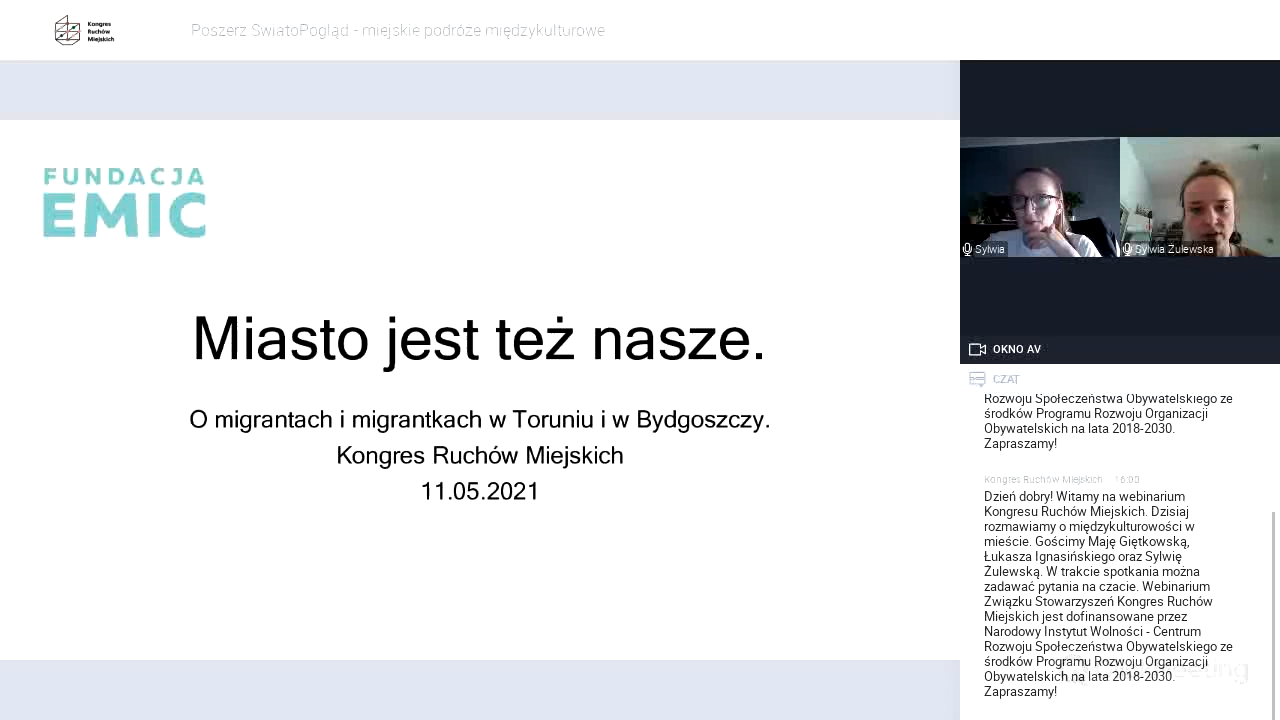 Kongres
Ruchów
Miejskich
Poszerz SwiatoPogląd - miejskie podróże międzykulturowe
FUNDACJA
EMIC
Miasto jest też nasze.
O migrantach i migrantkach w Toruniu i w Bydgoszczy.
Kongres Ruchów Miejskich
11.05.2021
Sylwia
Sylwia Żulewska
OKNO AV
CZAT
Rozwoju Społeczeństwa Obywatelskiego ze
środków Programu Rozwoju Organizacji
Obywatelskich na lata 2018-2030.
Zapraszamy!
Kongres Ruchów Miejskich 16:00
Dzień dobry! Witamy na webinarium
Kongresu Ruchów Miejskich. Dzisiaj
rozmawiamy o międzykulturowości w
mieście. Gościmy Maję Giętkowską,
Łukasza Ignasińskiego oraz Sylwię
Żulewską. W trakcie spotkania można
zadawać pytania na czacie. Webinarium
Związku Stowarzyszeń Kongres Ruchów
Miejskich jest dofinansowane przez
Narodowy Instytut Wolności - Centrum
Rozwoju Społeczeństwa Obywatelskiego ze
środków Programu Rozwoju Organizacji
Obywatelskich na lata 2018-2030.
Zapraszamy!